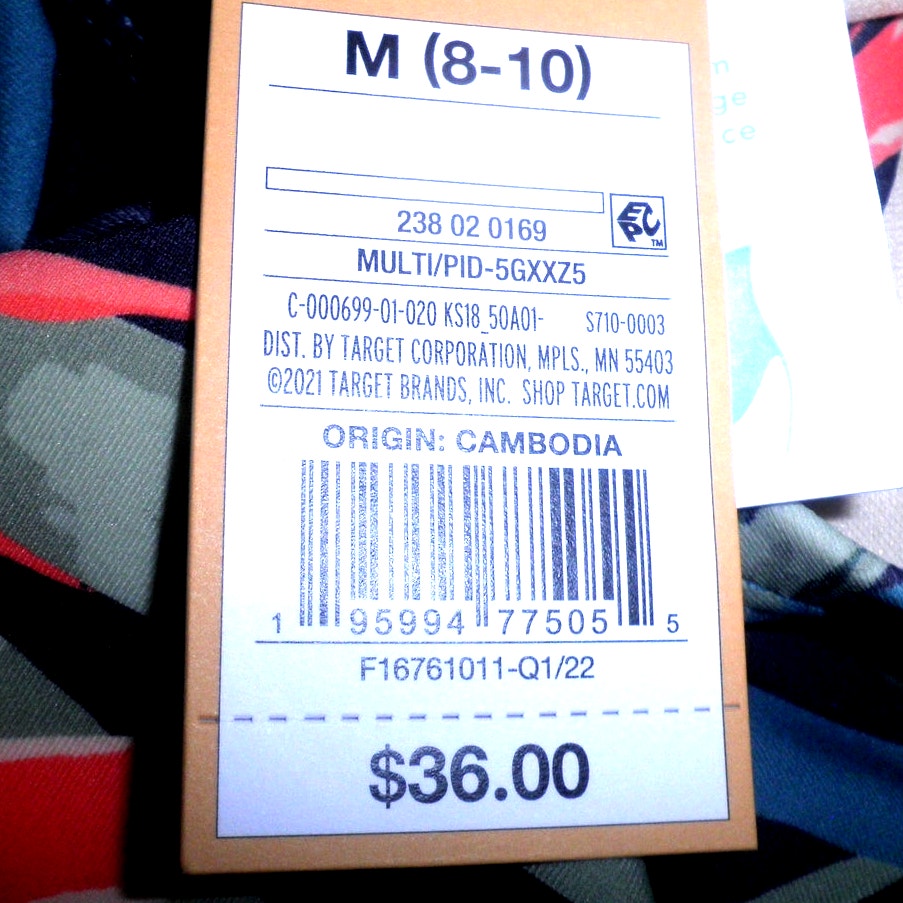 M (8-10)
238 02 0169
EPC
TM
MULTI/PID-5GXXZ5
C-000699-01-020 KS18_50A01- S710-0003
DIST. BY TARGET CORPORATION, MPLS., MN 55403
©2021 TARGET BRANDS, INC. SHOP TARGET.COM
ORIGIN: CAMBODIA
1 95994 77505 5
F16761011-Q1/22
$36.00